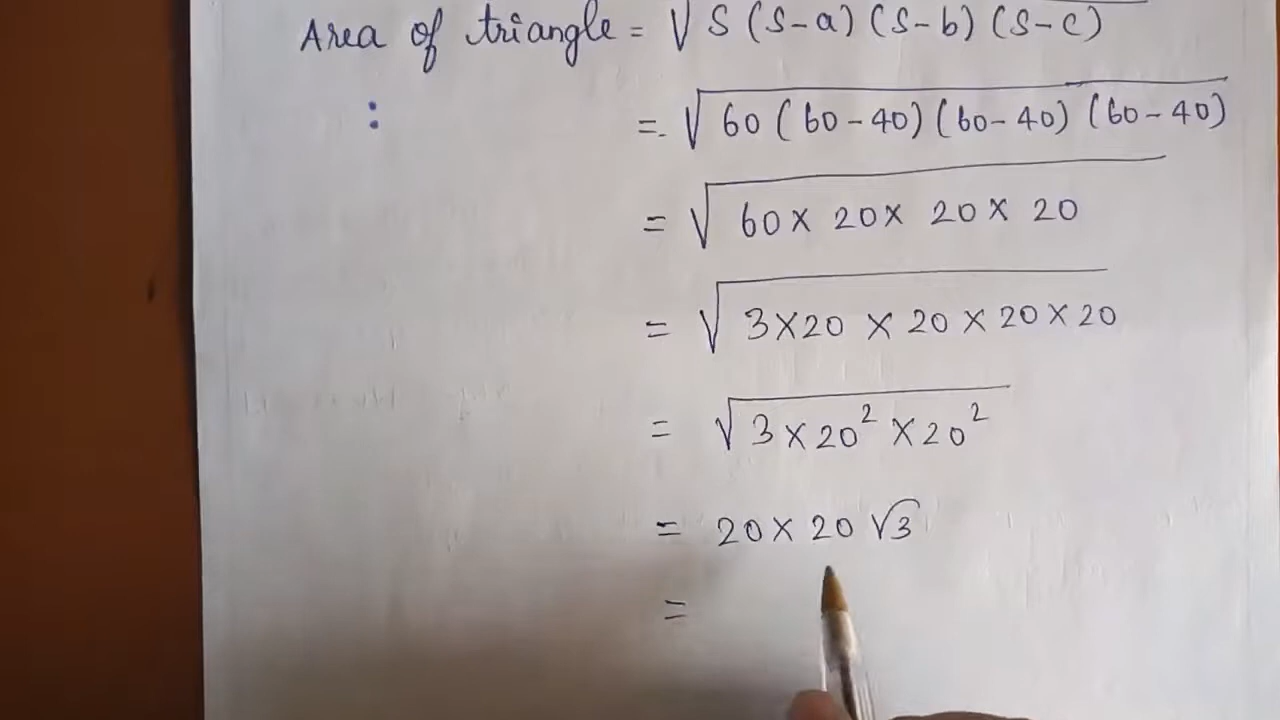 Area of triangle = √S (S-a) (S-b) (S-c)
: = √60 (60-40) (60-40) (60-40)
= √60 × 20 × 20 × 20
= √3×20 × 20 × 20×20
= √3 × 20² × 20²
= 20 × 20 √3
=